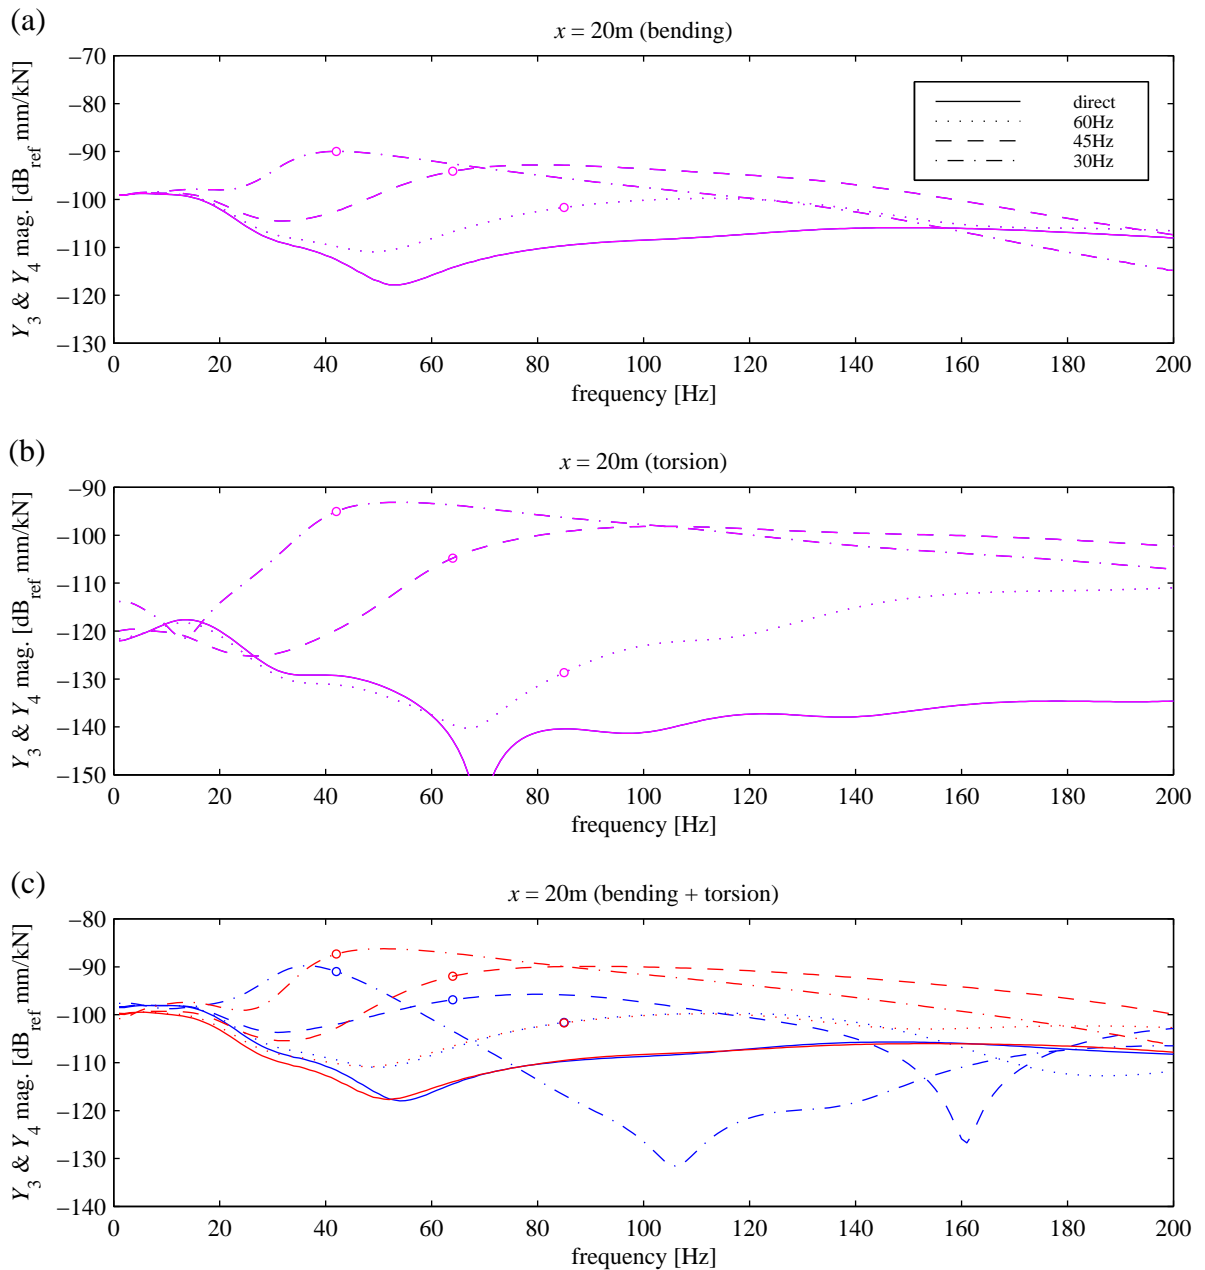 (a)
x = 20m (bending)
Y3 & Y4 mag. [dBref mm/kN]
−70
−80
−90
−100
−110
−120
−130
direct
60Hz
45Hz
30Hz
0 20 40 60 80 100 120 140 160 180 200
frequency [Hz]
(b)
x = 20m (torsion)
Y3 & Y4 mag. [dBref mm/kN]
−90
−100
−110
−120
−130
−140
−150
0 20 40 60 80 100 120 140 160 180 200
frequency [Hz]
(c)
x = 20m (bending + torsion)
Y3 & Y4 mag. [dBref mm/kN]
−80
−90
−100
−110
−120
−130
−140
0 20 40 60 80 100 120 140 160 180 200
frequency [Hz]